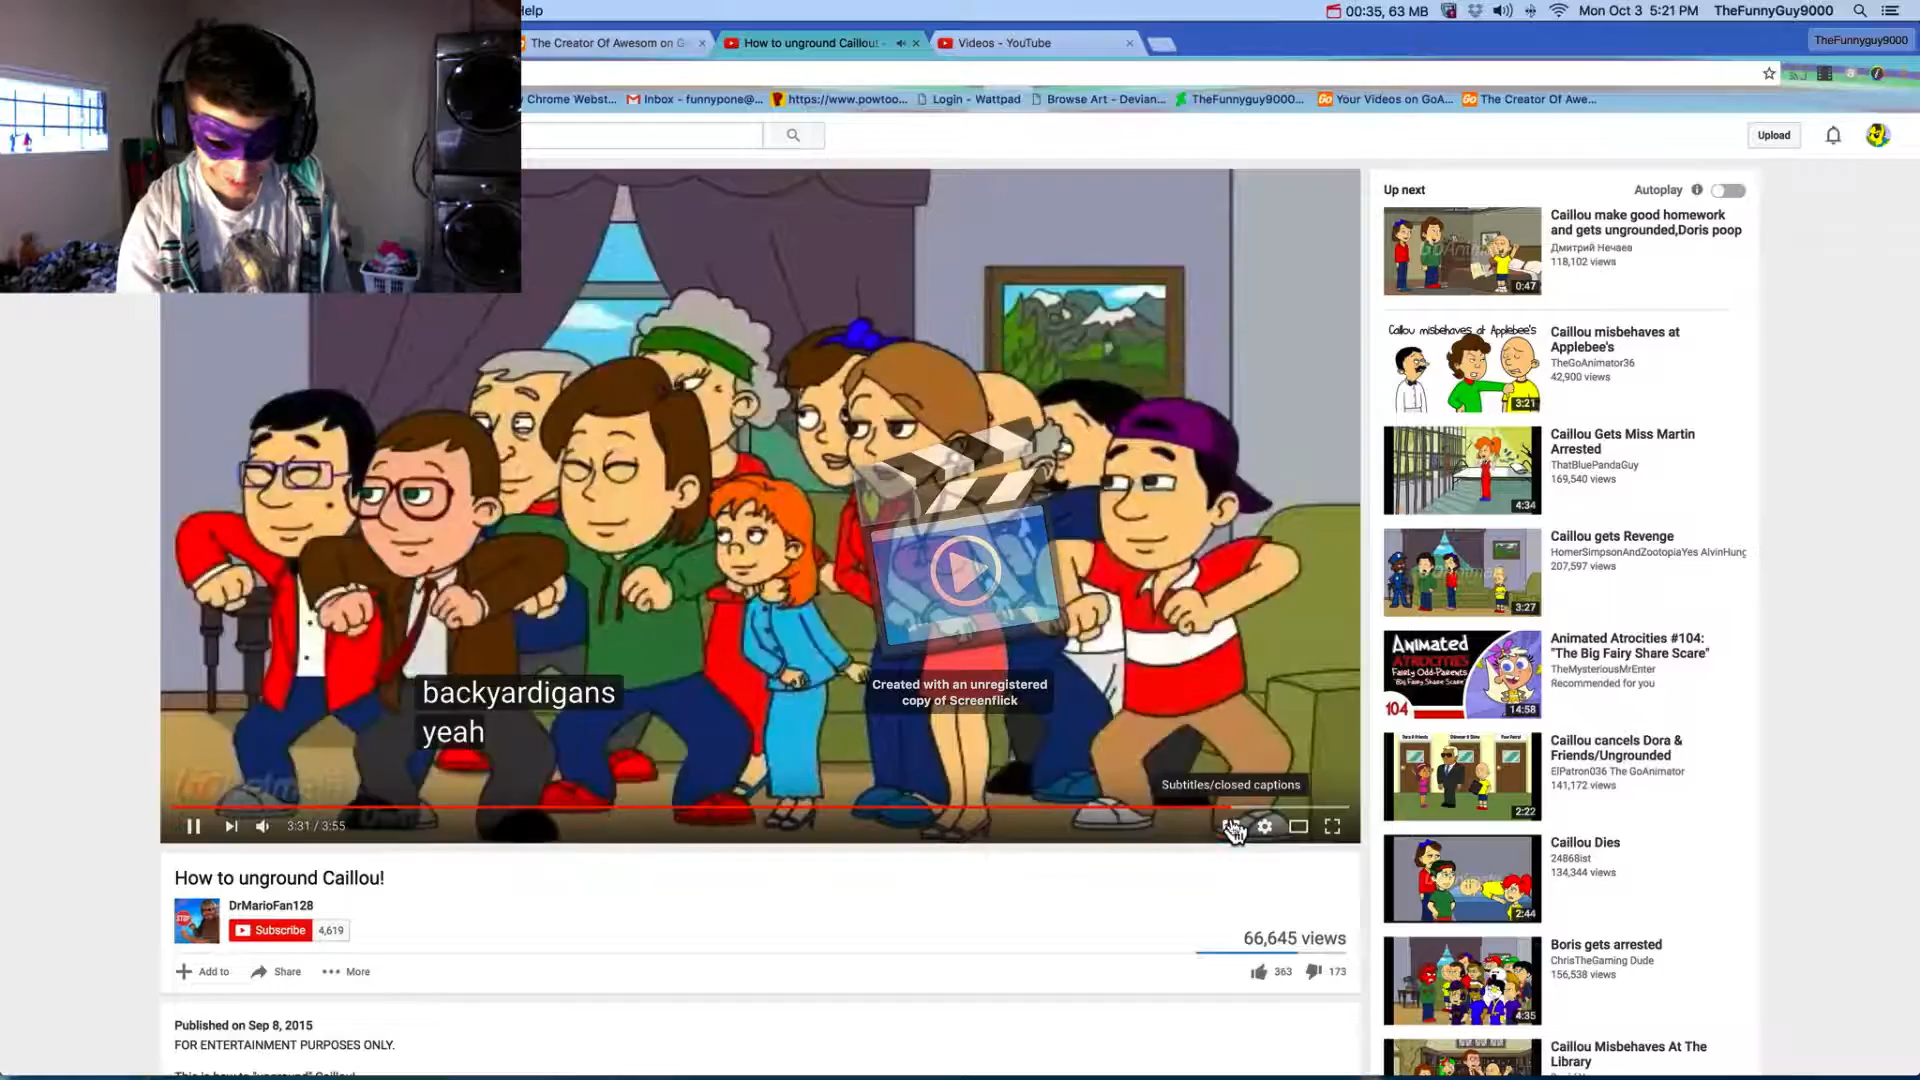 Help
00:35, 63 MB
Mon Oct 3 5:21 PM
TheFunnyGuy9000
The Creator Of Awesom on G
How to unground Caillou! -
Videos - YouTube
TheFunnyguy9000
Chrome Webst...
Inbox - funnypone@...
https://www.powtoo...
Login - Wattpad
Browse Art - Devian...
TheFunnyguy9000...
Your Videos on GoA...
The Creator Of Awe...
Upload
Up next
Autoplay
Caillou make good homework
and gets ungrounded,Doris poop
Дмитрий Нечаев
118,102 views
0:47
Caillou misbehaves at Applebee's
3:21
Caillou misbehaves at
Applebee's
TheGoAnimator36
42,900 views
Caillou Gets Miss Martin
Arrested
ThatBluePandaGuy
169,540 views
4:34
Caillou gets Revenge
HomerSimpsonAndZootopiaYes AlvinHung
207,597 views
3:27
ANIMATED
ATROCITIES
104
14:58
Animated Atrocities #104:
"The Big Fairy Share Scare"
TheMysteriousMrEnter
Recommended for you
Caillou cancels Dora &
Friends/Ungrounded
ElPatron036 The GoAnimator
141,172 views
2:22
Caillou Dies
24868ist
134,344 views
2:44
Boris gets arrested
ChrisTheGaming Dude
156,538 views
4:35
Caillou Misbehaves At The
Library
backyardigans
yeah
Created with an unregistered
copy of Screenflick
Subtitles/closed captions
3:31 / 3:55
How to unground Caillou!
STOP
DrMarioFan128
Subscribe
4,619
66,645 views
Add to
Share
More
363
173
Published on Sep 8, 2015
FOR ENTERTAINMENT PURPOSES ONLY.